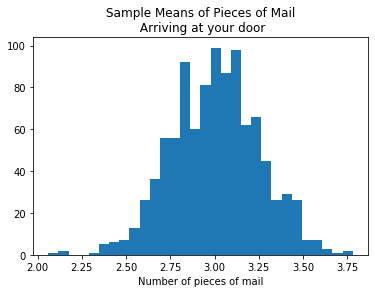 Sample Means of Pieces of Mail
Arriving at your door
100
80
60
40
20
0
2.00 2.25 2.50 2.75 3.00 3.25 3.50 3.75
Number of pieces of mail